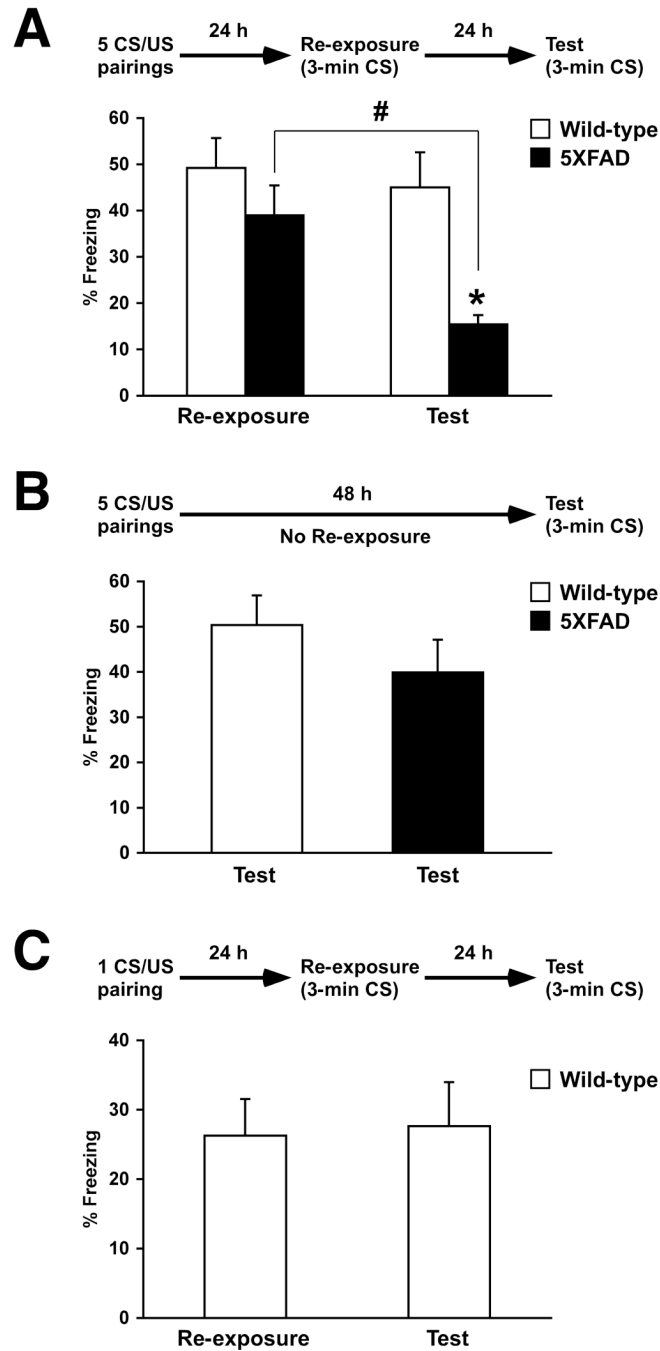 A
5 CS/US
pairings
24 h
Re-exposure
(3-min CS)
24 h
Test
(3-min CS)
60
50
40
30
20
10
0
% Freezing
#
*
Wild-type
5XFAD
Re-exposure
Test
B
5 CS/US
pairings
48 h
No Re-exposure
Test
(3-min CS)
60
50
40
30
20
10
0
% Freezing
Wild-type
5XFAD
Test
Test
C
1 CS/US
pairing
24 h
Re-exposure
(3-min CS)
24 h
Test
(3-min CS)
40
30
20
10
0
% Freezing
Wild-type
Re-exposure
Test